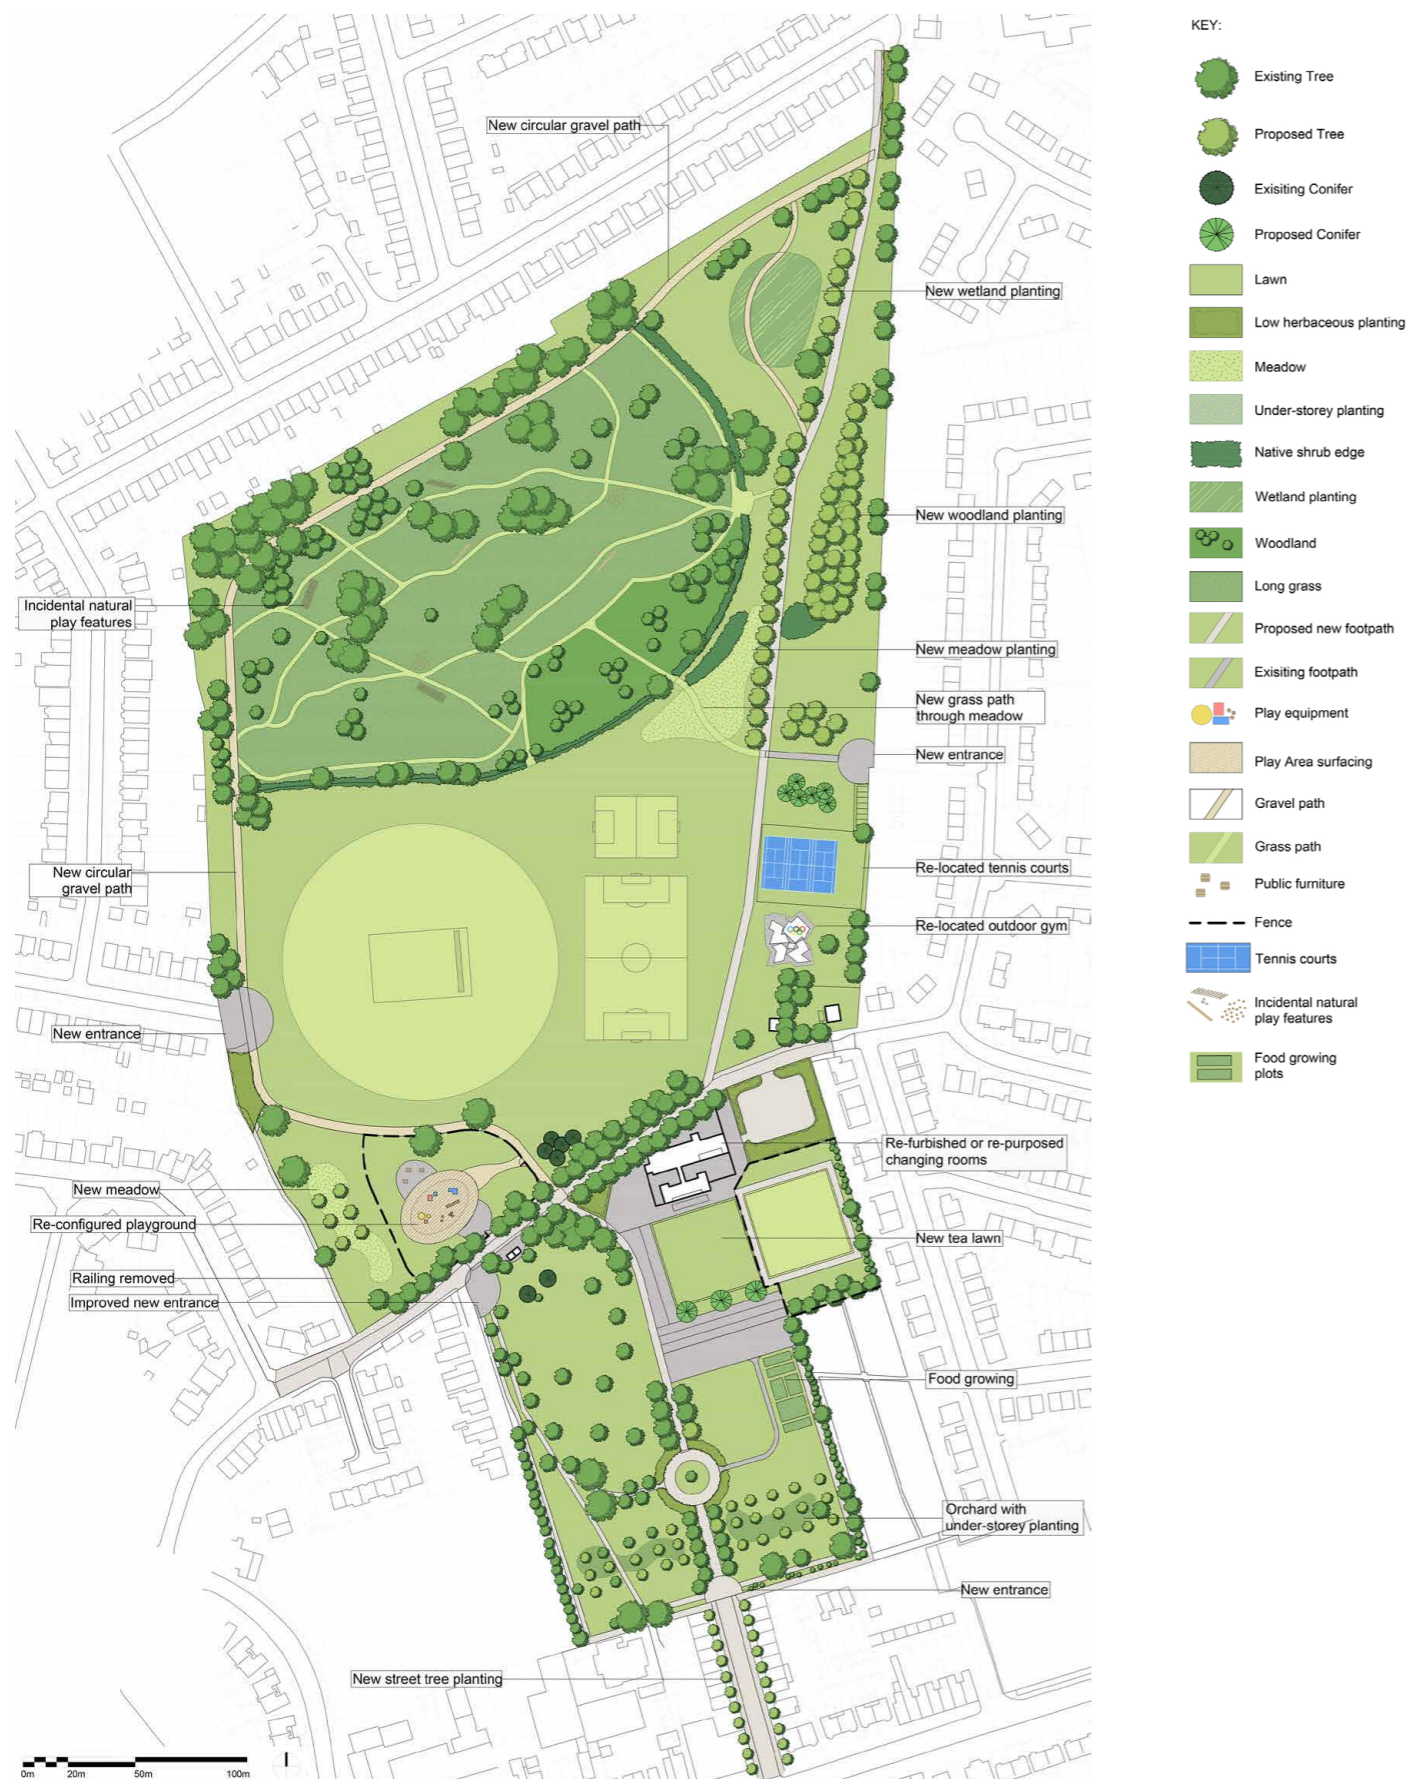 KEY:
Existing Tree
Proposed Tree
Exisiting Conifer
Proposed Conifer
Lawn
Low herbaceous planting
Meadow
Under-storey planting
Native shrub edge
Wetland planting
Woodland
Long grass
Proposed new footpath
Exisiting footpath
Play equipment
Play Area surfacing
Gravel path
Grass path
Public furniture
Fence
Tennis courts
Incidental natural
play features
Food growing
plots
New circular gravel path
New wetland planting
New woodland planting
Incidental natural
play features
New meadow planting
New grass path
through meadow
New entrance
New circular
gravel path
Re-located tennis courts
Re-located outdoor gym
New entrance
Re-furbished or re-purposed
changing rooms
New meadow
Re-configured playground
New tea lawn
Railing removed
Improved new entrance
Food growing
Orchard with
under-storey planting
New entrance
New street tree planting
0m 20m 50m 100m